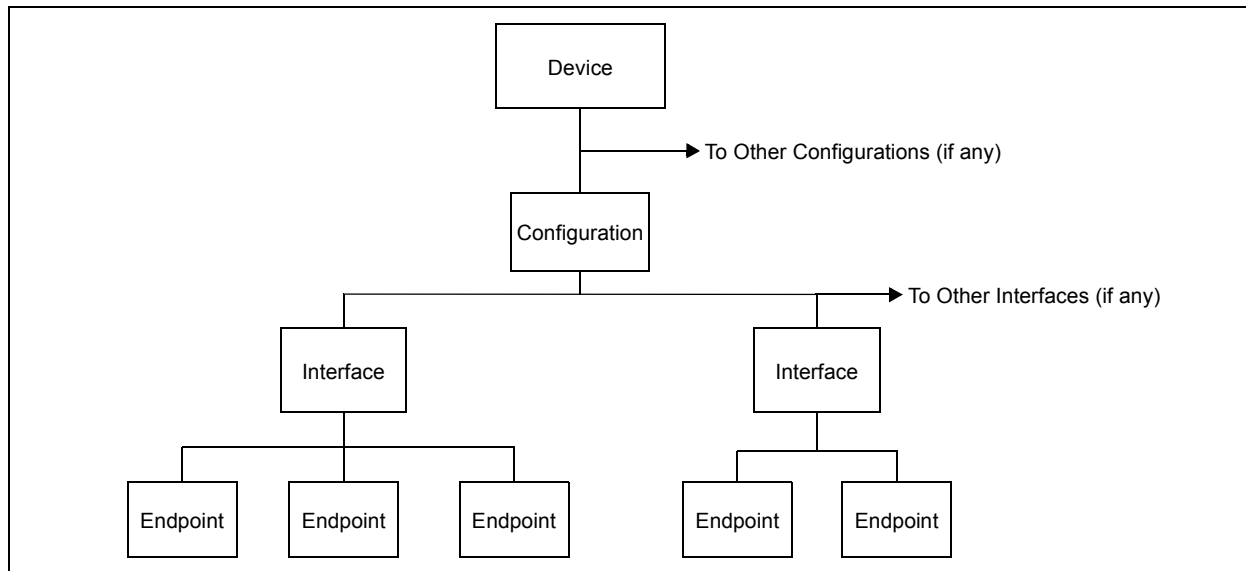 Device
To Other Configurations (if any)
Configuration
To Other Interfaces (if any)
Interface
Interface
Endpoint
Endpoint
Endpoint
Endpoint
Endpoint